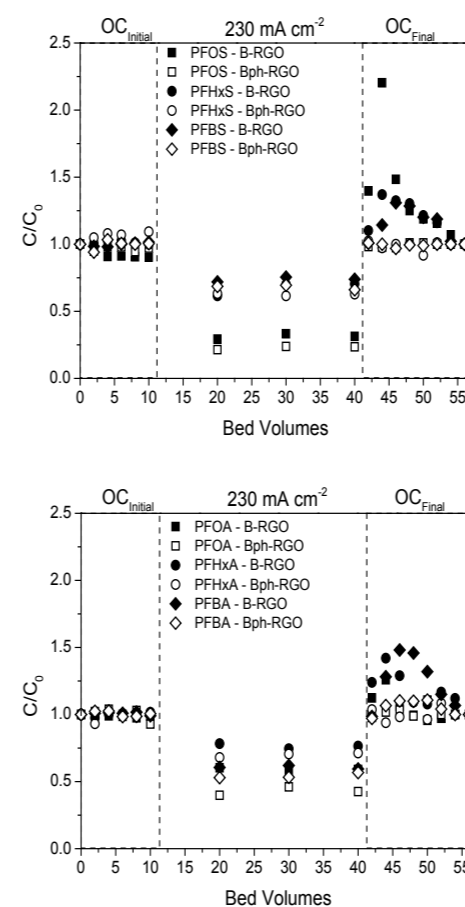 OC_Initial 230 mA cm⁻² OC_Final
2.5
2.0
1.5
1.0
0.5
0.0
C/C₀
PFOS - B-RGO
PFOS - Bph-RGO
PFHxS - B-RGO
PFHxS - Bph-RGO
PFBS - B-RGO
PFBS - Bph-RGO
0 5 10 15 20 25 30 35 40 45 50 55
Bed Volumes
OC_Initial 230 mA cm⁻² OC_Final
2.5
2.0
1.5
1.0
0.5
0.0
C/C₀
PFOA - B-RGO
PFOA - Bph-RGO
PFHxA - B-RGO
PFHxA - Bph-RGO
PFBA - B-RGO
PFBA - Bph-RGO
0 5 10 15 20 25 30 35 40 45 50 55
Bed Volumes